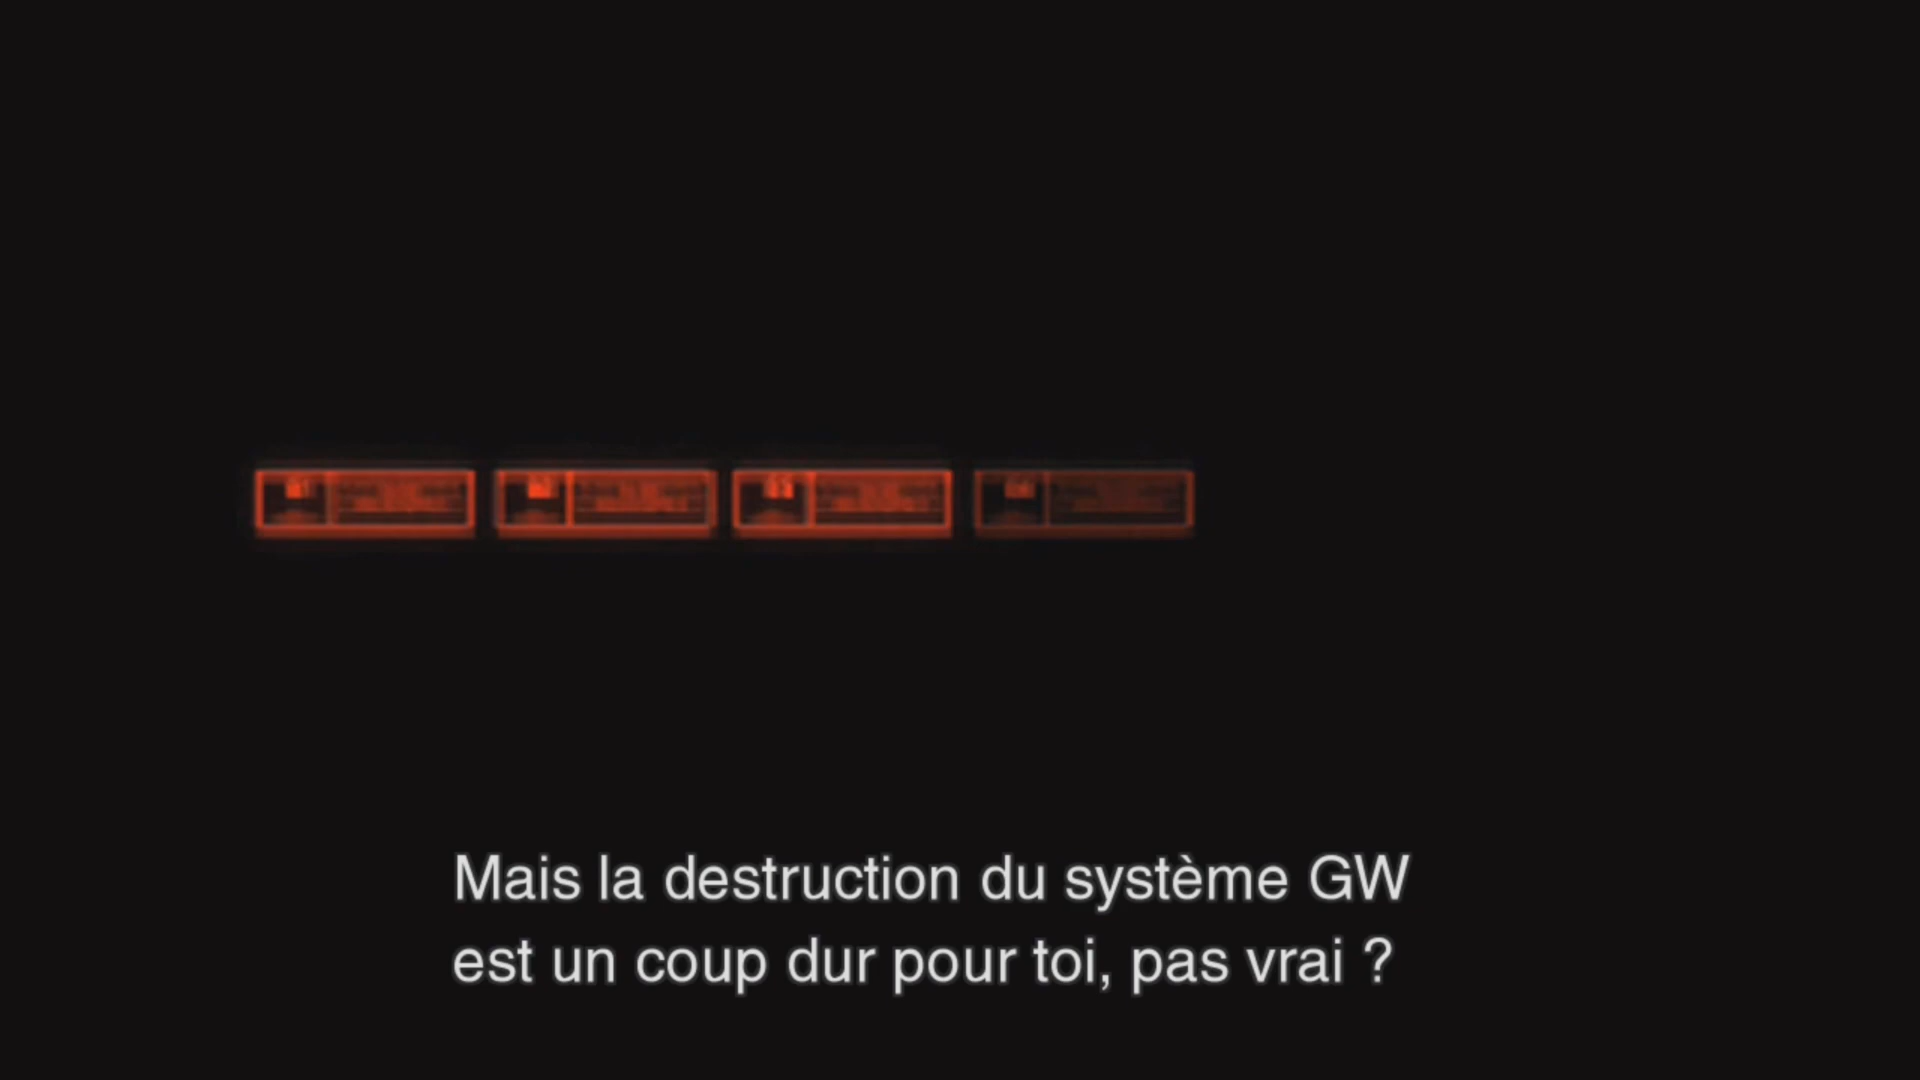 Mais la destruction du système GW
est un coup dur pour toi, pas vrai ?